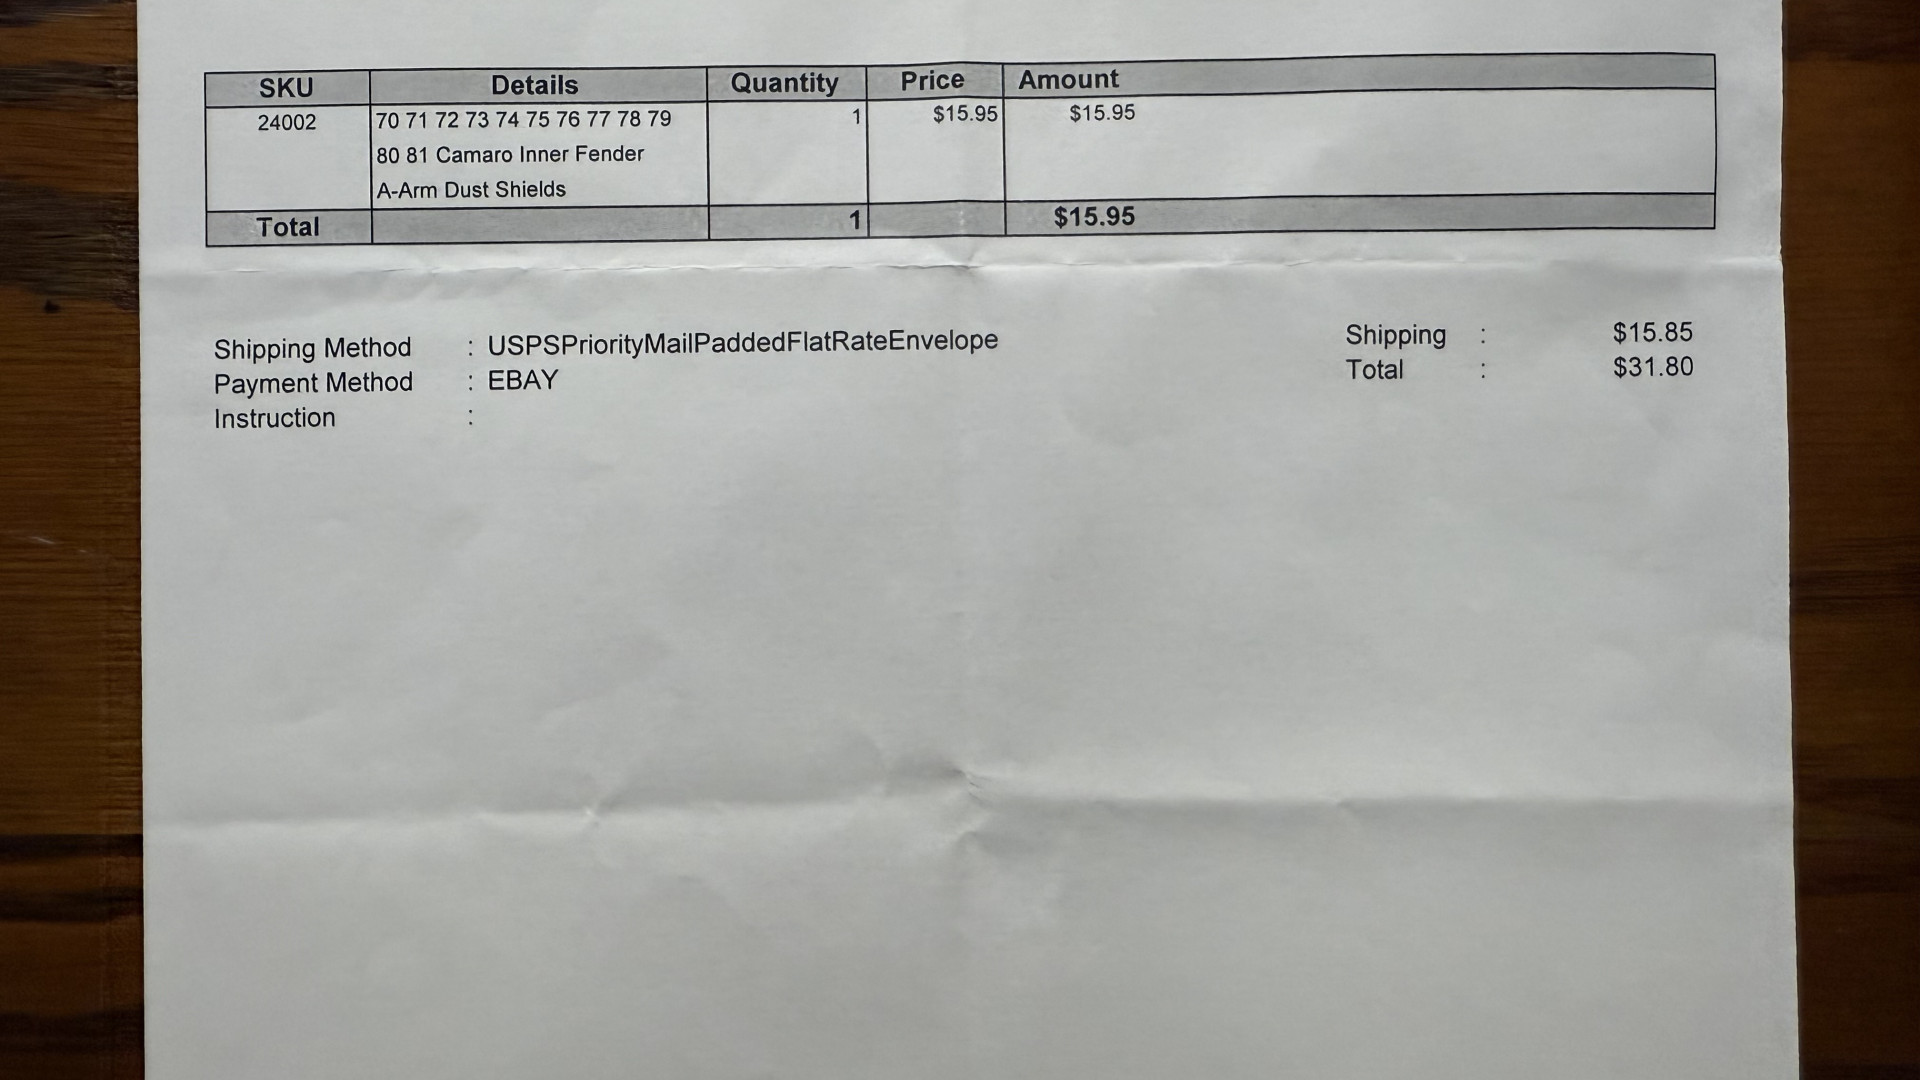 SKU Details Quantity Price Amount
24002 70 71 72 73 74 75 76 77 78 79 1 $15.95 $15.95
80 81 Camaro Inner Fender
A-Arm Dust Shields
Total 1 $15.95
Shipping Method : USPSPriorityMailPaddedFlatRateEnvelope
Payment Method : EBAY
Instruction :
Shipping : $15.85
Total : $31.80